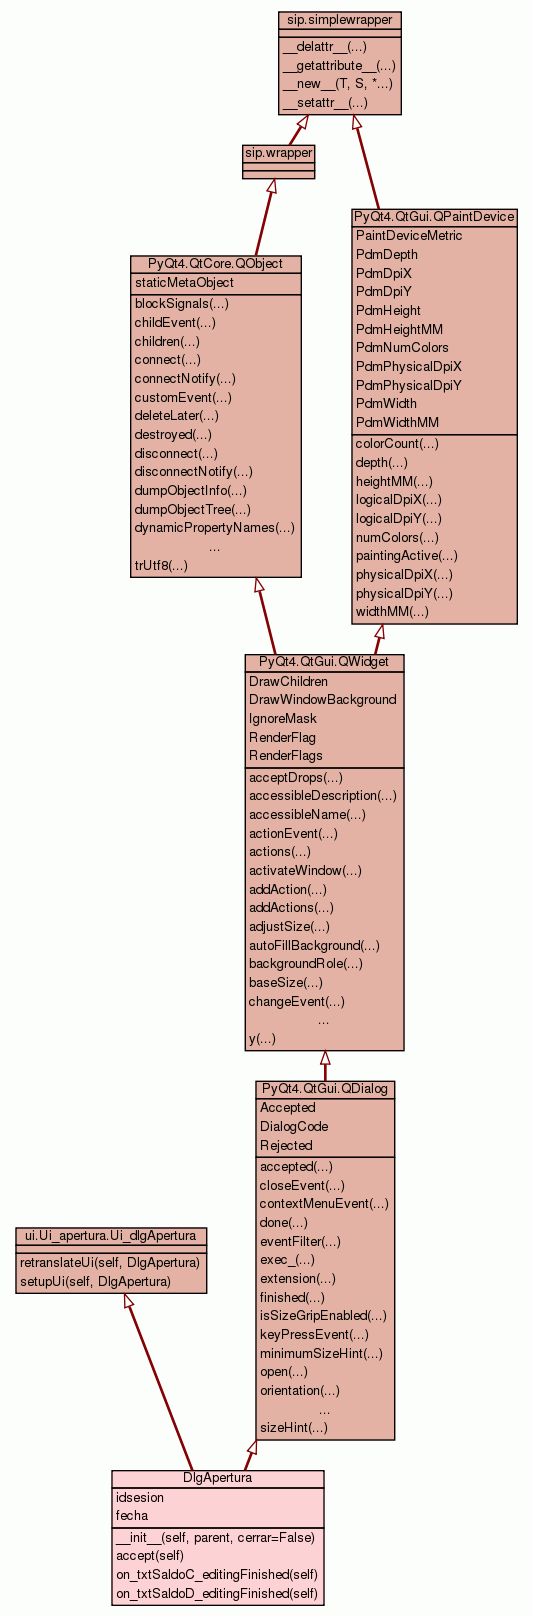 sip.simplewrapper
__delattr__(...)
__getattribute__(...)
__new__(T, S, *...)
__setattr__(...)
sip.wrapper
PyQt4.QtGui.QPaintDevice
PaintDeviceMetric
PdmDepth
PdmDpiX
PdmDpiY
PdmHeight
PdmHeightMM
PdmNumColors
PdmPhysicalDpiX
PdmPhysicalDpiY
PdmWidth
PdmWidthMM
colorCount(...)
depth(...)
heightMM(...)
logicalDpiX(...)
logicalDpiY(...)
numColors(...)
paintingActive(...)
physicalDpiX(...)
physicalDpiY(...)
widthMM(...)
PyQt4.QtCore.QObject
staticMetaObject
blockSignals(...)
childEvent(...)
children(...)
connect(...)
connectNotify(...)
customEvent(...)
deleteLater(...)
destroyed(...)
disconnect(...)
disconnectNotify(...)
dumpObjectInfo(...)
dumpObjectTree(...)
dynamicPropertyNames(...)
...
trUtf8(...)
PyQt4.QtGui.QWidget
DrawChildren
DrawWindowBackground
IgnoreMask
RenderFlag
RenderFlags
acceptDrops(...)
accessibleDescription(...)
accessibleName(...)
actionEvent(...)
actions(...)
activateWindow(...)
addAction(...)
addActions(...)
adjustSize(...)
autoFillBackground(...)
backgroundRole(...)
baseSize(...)
changeEvent(...)
...
y(...)
PyQt4.QtGui.QDialog
Accepted
DialogCode
Rejected
accepted(...)
closeEvent(...)
contextMenuEvent(...)
done(...)
eventFilter(...)
exec_(...)
extension(...)
finished(...)
isSizeGripEnabled(...)
keyPressEvent(...)
minimumSizeHint(...)
open(...)
orientation(...)
...
sizeHint(...)
ui.Ui_apertura.Ui_dlgApertura
retranslateUi(self, DlgApertura)
setupUi(self, DlgApertura)
DlgApertura
idsesion
fecha
__init__(self, parent, cerrar=False)
accept(self)
on_txtSaldoC_editingFinished(self)
on_txtSaldoD_editingFinished(self)